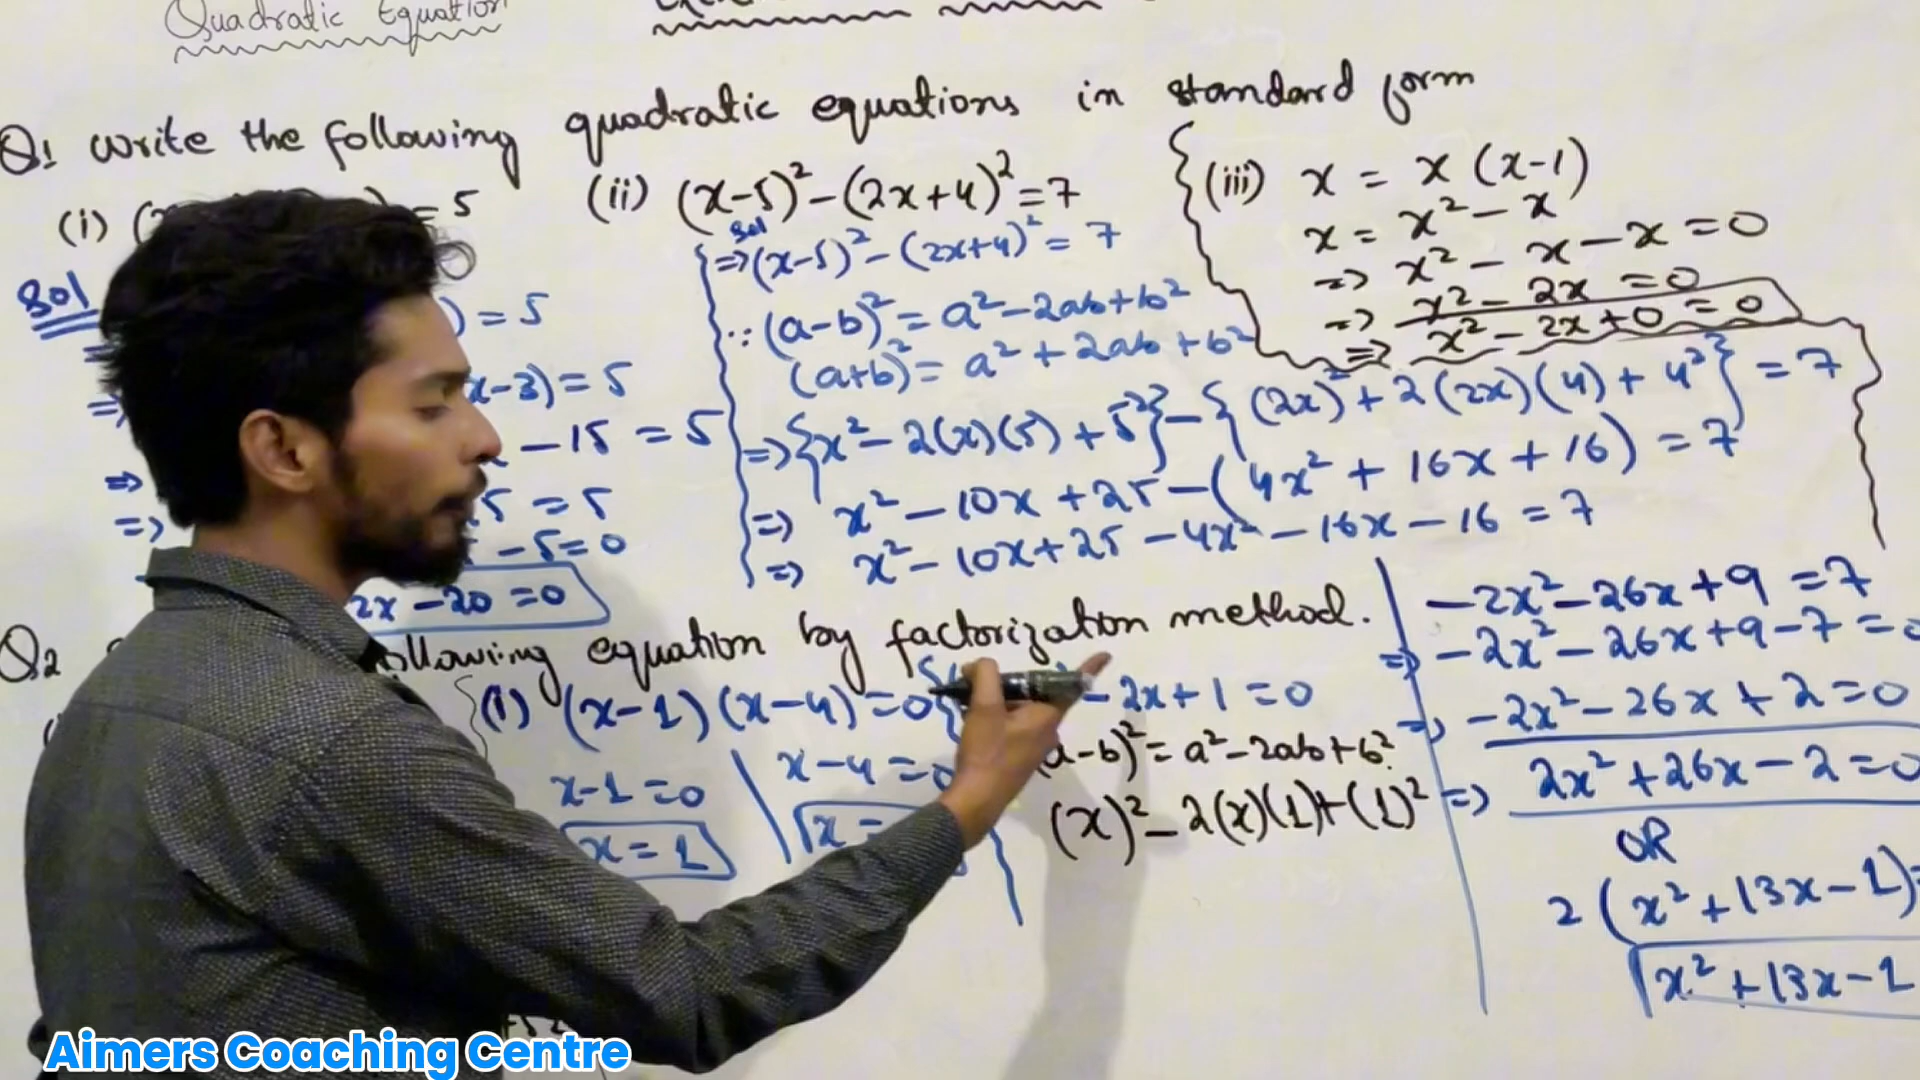 Quadratic Equation
Q1 write the following quadratic equations in standard form
(i) ( ) = 5
Sol
) = 5
x-3) = 5
x - 15 = 5
=> 5 = 5
=> - 5 = 0
2x - 20 = 0
(ii) (x-5)² - (2x+4)² = 7
Sol
=> (x-5)² - (2x+4)² = 7
∵ (a-b)² = a² - 2ab + b²
(a+b)² = a² + 2ab + b²
=> {x² - 2(x)(5) + 5²} - {(2x)² + 2(2x)(4) + 4²} = 7
=> x² - 10x + 25 - (4x² + 16x + 16) = 7
=> x² - 10x + 25 - 4x² - 16x - 16 = 7
(iii) x = x (x-1)
x = x² - x
=> x² - x - x = 0
=> x² - 2x = 0
=> x² - 2x + 0 = 0
-2x² - 26x + 9 = 7
=> -2x² - 26x + 9 - 7 = 0
=> -2x² - 26x + 2 = 0
=> 2x² + 26x - 2 = 0
OR
2 (x² + 13x - 1) =
x² + 13x - 1
Q2 following equation by factorization method.
(i) (x-1) (x-4) = 0
x-1 = 0
x = 1
x-4 = 0
x =
- 2x + 1 = 0
(a-b)² = a² - 2ab + b²
(x)² - 2(x)(1) + (1)²
Aimers Coaching Centre